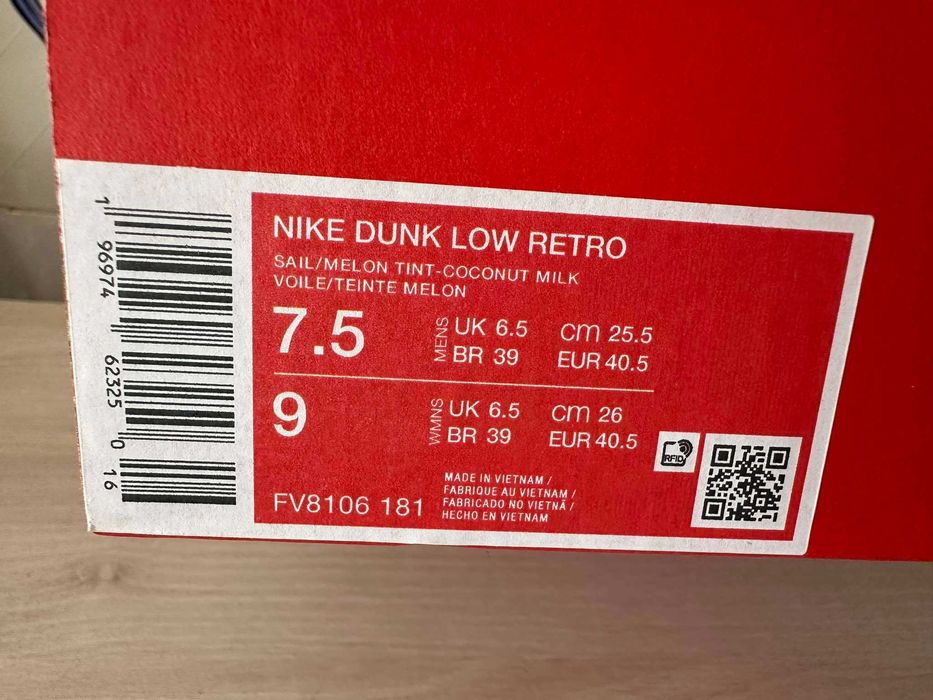 1 96974 62325 0 16
NIKE DUNK LOW RETRO
SAIL/MELON TINT-COCONUT MILK
VOILE/TEINTE MELON
7.5
MENS
UK 6.5 cm 25.5
BR 39 EUR 40.5
9
WMNS
UK 6.5 cm 26
BR 39 EUR 40.5
RFID
FV8106 181
MADE IN VIETNAM /
FABRIQUE AU VIETNAM /
FABRICADO NO VIETNÃ /
HECHO EN VIETNAM